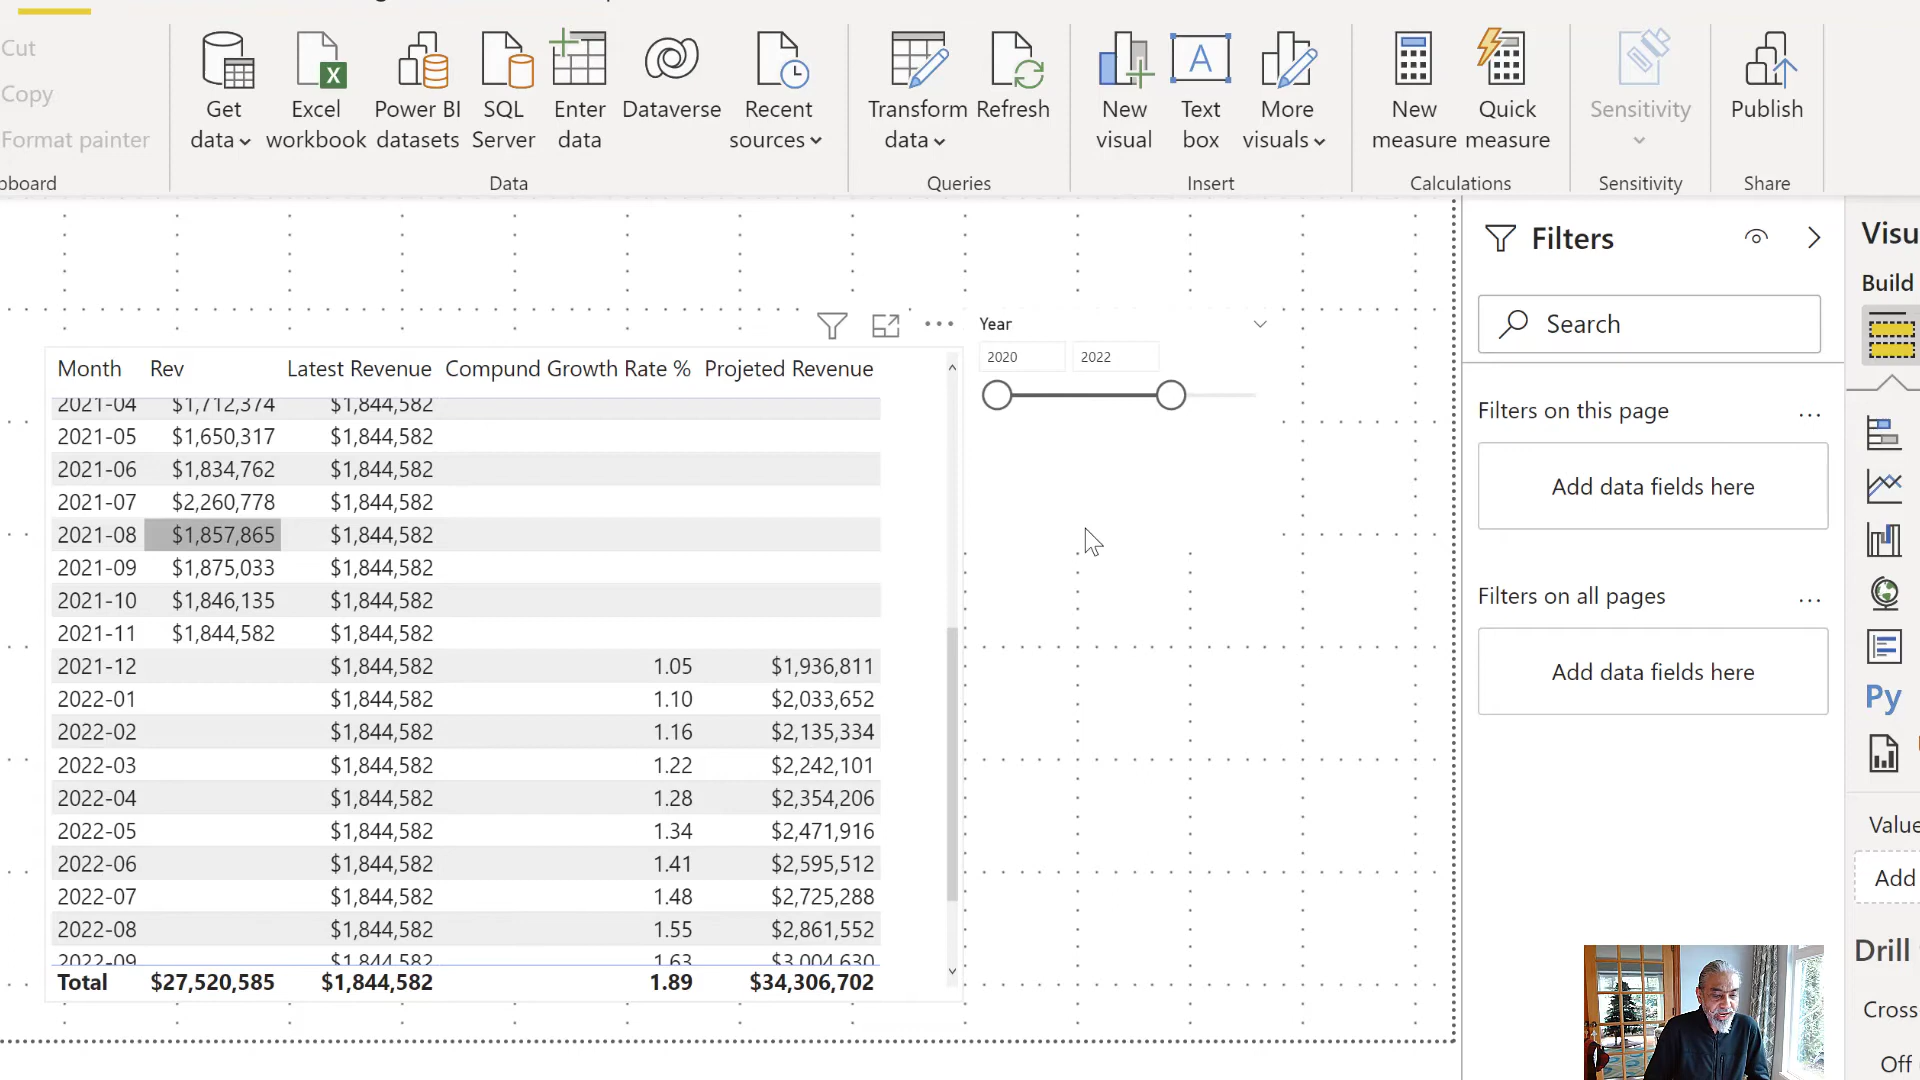 Cut
Copy
Format painter
pboard
Get data
Excel workbook
Power BI datasets
SQL Server
Enter data
Dataverse
Recent sources
Data
Transform data
Refresh
Queries
New visual
A
Text box
More visuals
Insert
New measure
Quick measure
Calculations
Sensitivity
Sensitivity
Publish
Share
Year
2020 2022
Month Rev Latest Revenue Compund Growth Rate % Projeted Revenue
2021-04 $1,712,374 $1,844,582
2021-05 $1,650,317 $1,844,582
2021-06 $1,834,762 $1,844,582
2021-07 $2,260,778 $1,844,582
2021-08 $1,857,865 $1,844,582
2021-09 $1,875,033 $1,844,582
2021-10 $1,846,135 $1,844,582
2021-11 $1,844,582 $1,844,582
2021-12 $1,844,582 1.05 $1,936,811
2022-01 $1,844,582 1.10 $2,033,652
2022-02 $1,844,582 1.16 $2,135,334
2022-03 $1,844,582 1.22 $2,242,101
2022-04 $1,844,582 1.28 $2,354,206
2022-05 $1,844,582 1.34 $2,471,916
2022-06 $1,844,582 1.41 $2,595,512
2022-07 $1,844,582 1.48 $2,725,288
2022-08 $1,844,582 1.55 $2,861,552
2022-09 $1,844,582 1.63 $3,004,630
Total $27,520,585 $1,844,582 1.89 $34,306,702
Filters
Search
Filters on this page ...
Add data fields here
Filters on all pages ...
Add data fields here
Visu
Build
Py
Value
Add
Drill
Cross
Off